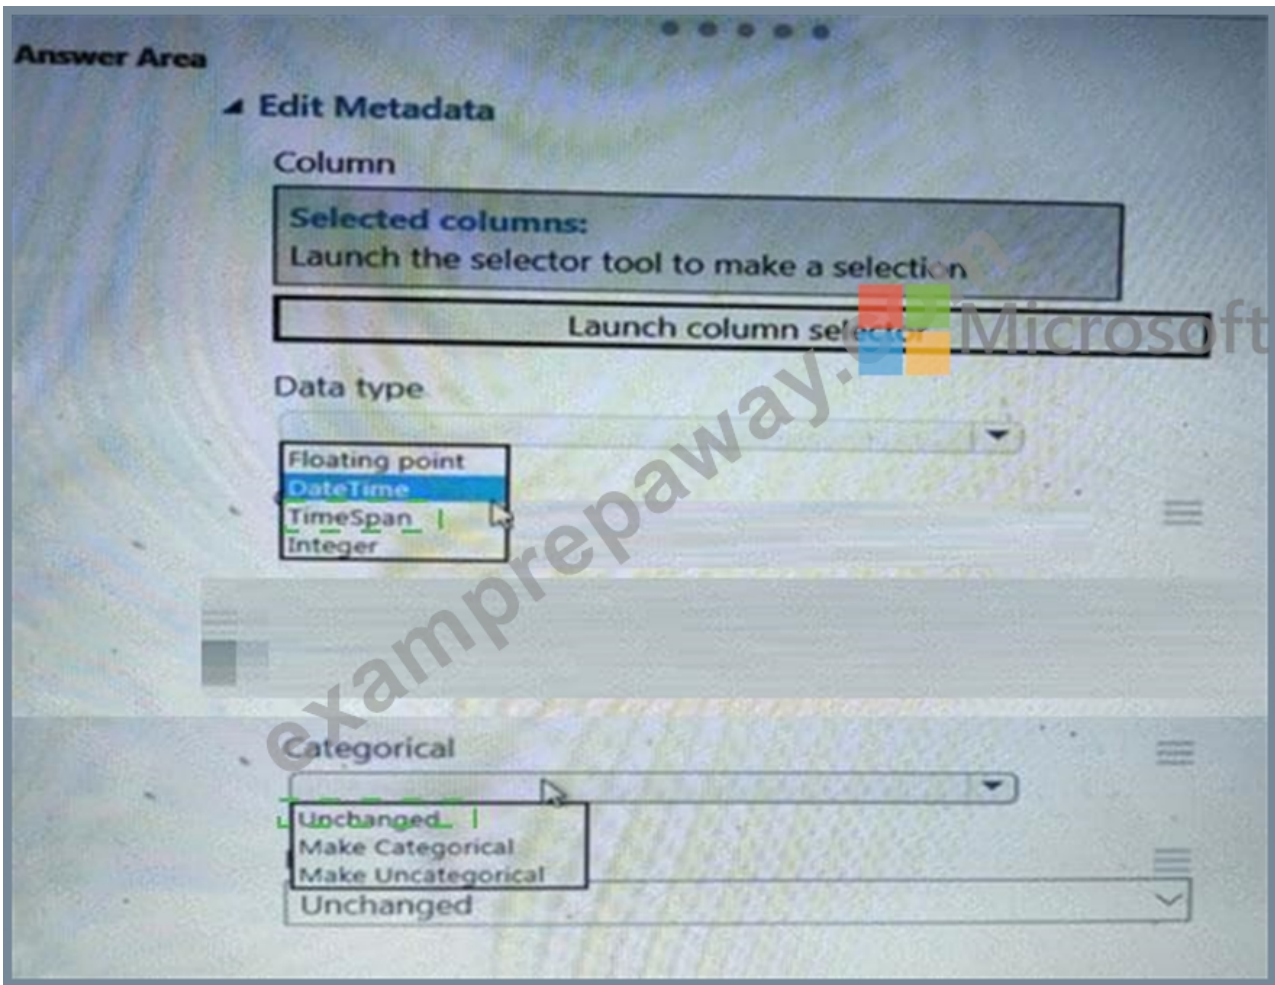 Answer Area
Edit Metadata
Column
Selected columns:
Launch the selector tool to make a selection
Launch column selector
Microsoft
Data type
Floating point
DateTime
TimeSpan
Integer
examprepaway.com
Categorical
Unchanged
Make Categorical
Make Uncategorical
Unchanged